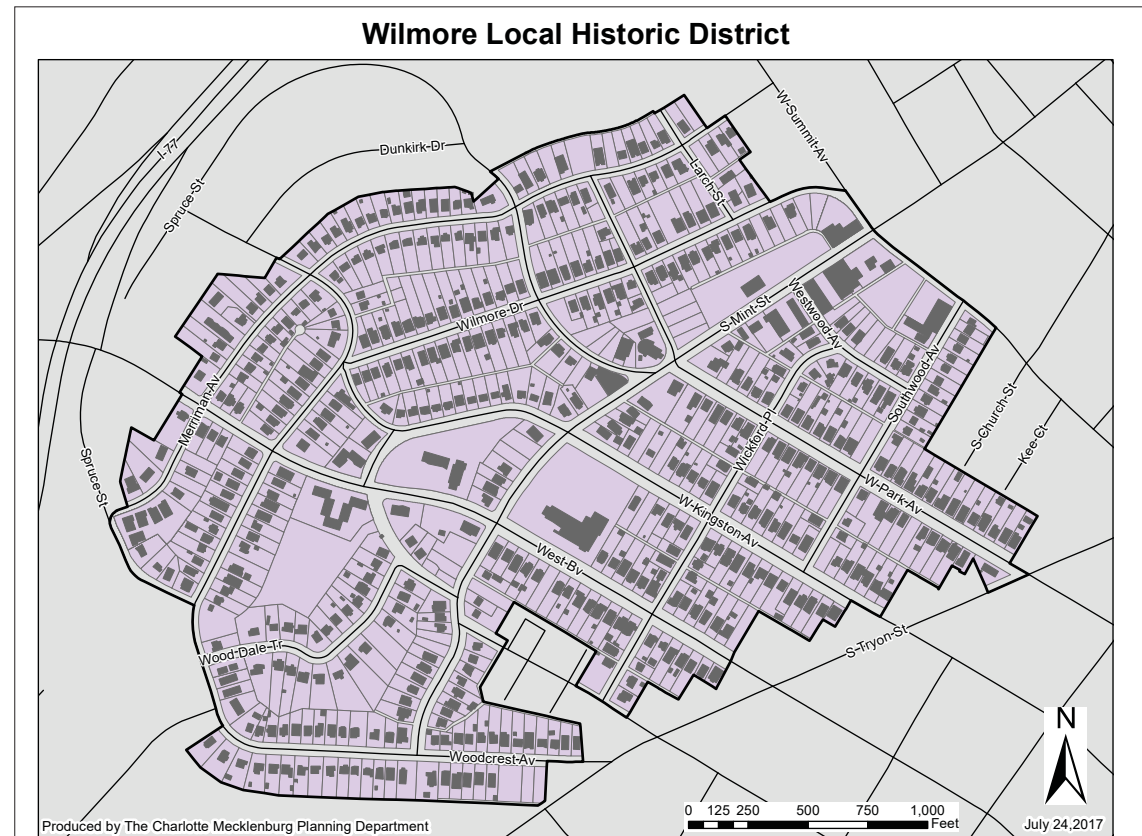 Wilmore Local Historic District
W-Summit-Av
I-77
Dunkirk Dr
Larch-St
Spruce-St
Wilmore-Dr
S-Mint-St
Westwood-Av
Southwood-Av
Merriman-Av
S-Church-St
Kee-Ct
Wickford-Pl
Spruce-St
W-Park-Av
W-Kingston-Av
West-Bv
S-Tryon-St
Wood-Dale-Tr
Woodcrest-Av
N
0 125 250 500 750 1,000
Feet
Produced by The Charlotte Mecklenburg Planning Department
July 24,2017